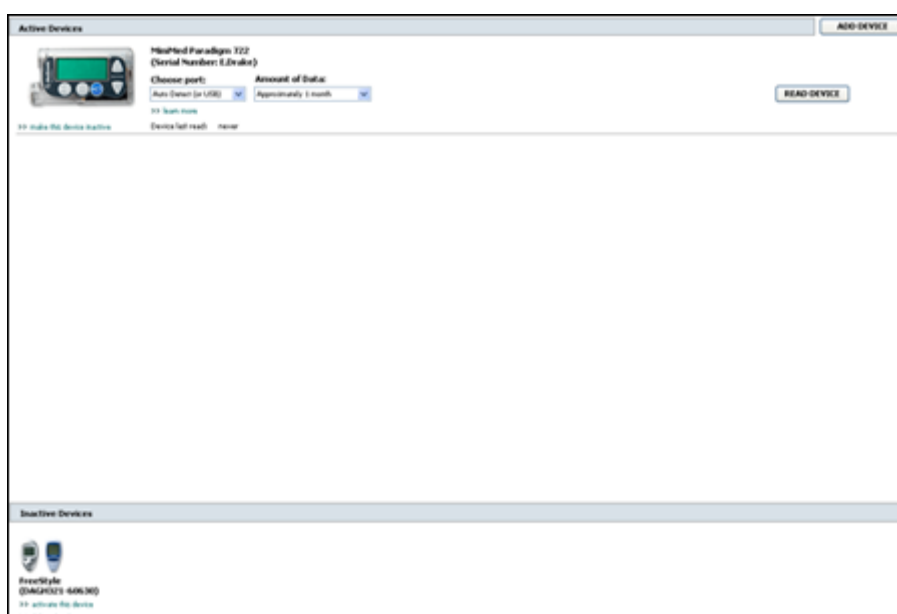 Active Devices
ADD DEVICE
MiniMed Paradigm 722
(Serial Number: E.Drake)
Choose port:
Amount of Data:
Auto Detect (or USB)
Approximately 1 month
READ DEVICE
>> learn more
>> make this device inactive
Device last read: never
Inactive Devices
FreeStyle
>> activate this device